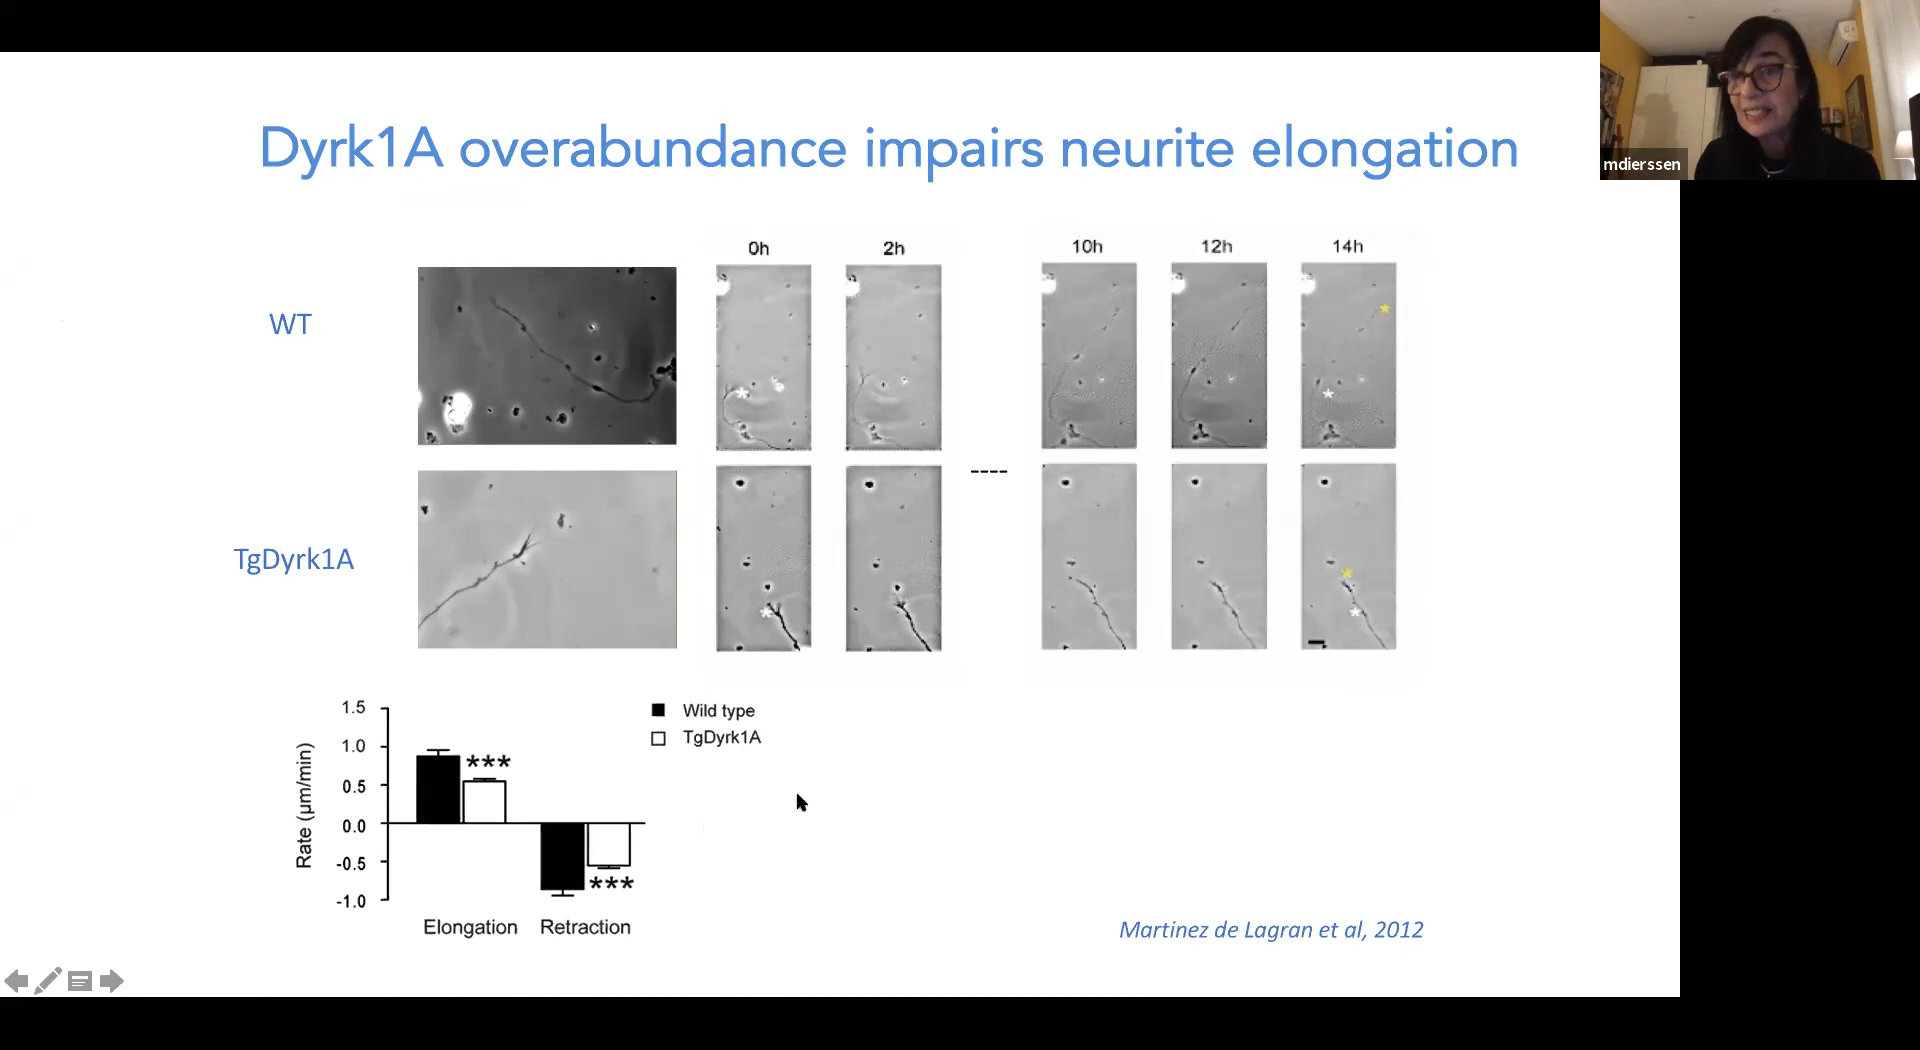 mdierssen
Dyrk1A overabundance impairs neurite elongation
0h 2h 10h 12h 14h
WT
*
*
*
----
TgDyrk1A
*
*
*
Wild type
TgDyrk1A
1.5
1.0
0.5
0.0
-0.5
-1.0
Rate (µm/min)
***
***
Elongation Retraction
Martinez de Lagran et al, 2012